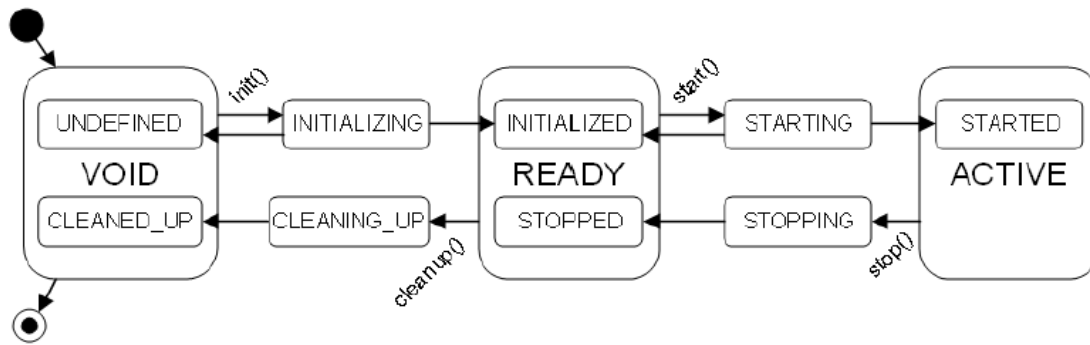 init()
start()
UNDEFINED
INITIALIZING
INITIALIZED
STARTING
STARTED
VOID
READY
ACTIVE
CLEANED_UP
CLEANING_UP
STOPPED
STOPPING
cleanup()
stop()